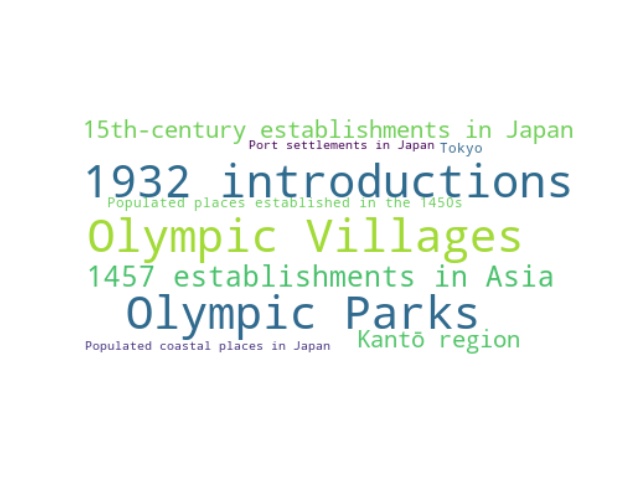 15th-century establishments in Japan
Port settlements in Japan
Tokyo
1932 introductions
Populated places established in the 1450s
Olympic Villages
1457 establishments in Asia
Olympic Parks
Kantō region
Populated coastal places in Japan